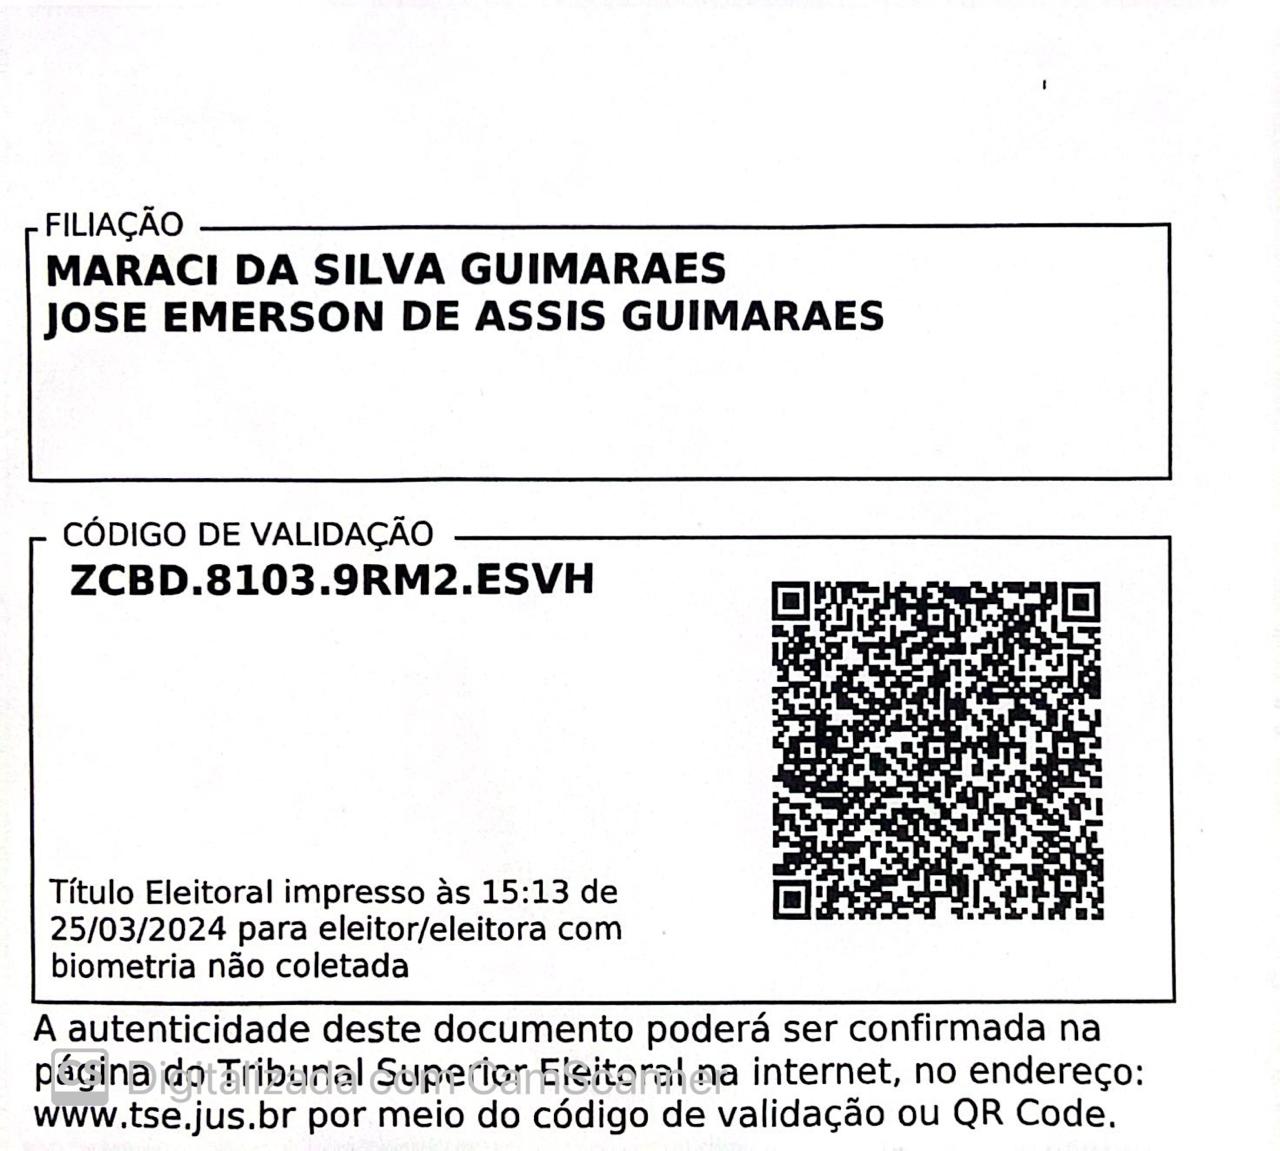 FILIAÇÃO
MARACI DA SILVA GUIMARAES
JOSE EMERSON DE ASSIS GUIMARAES
CÓDIGO DE VALIDAÇÃO
ZCBD.8103.9RM2.ESVH
Título Eleitoral impresso às 15:13 de
25/03/2024 para eleitor/eleitora com
biometria não coletada
A autenticidade deste documento poderá ser confirmada na
página do Tribunal Superior Eleitoral na internet, no endereço:
CS Digitalizada com CamScanner
www.tse.jus.br por meio do código de validação ou QR Code.